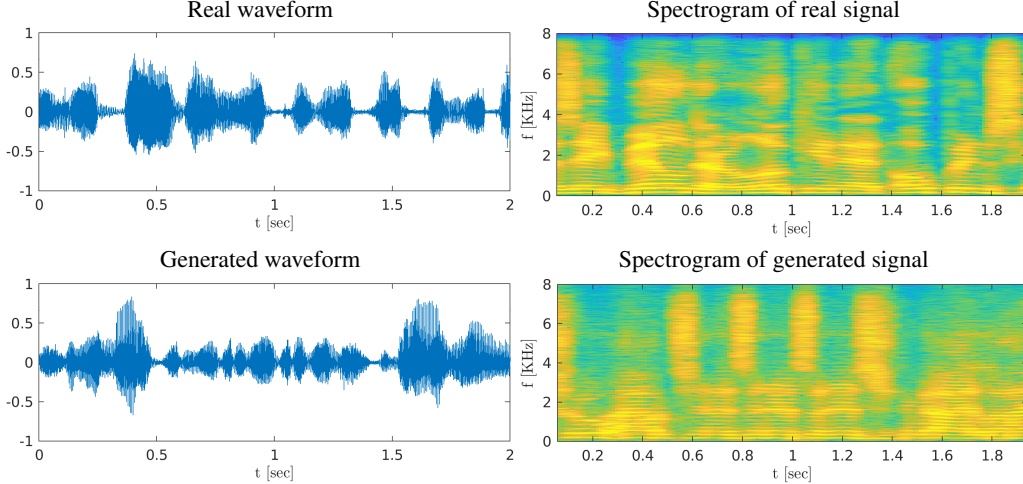 Real waveform
1
0.5
0
-0.5
-1
0 0.5 1 1.5 2
t [sec]
Spectrogram of real signal
8
6
4
2
0
f [KHz]
0.2 0.4 0.6 0.8 1 1.2 1.4 1.6 1.8
t [sec]
Generated waveform
1
0.5
0
-0.5
-1
0 0.5 1 1.5 2
t [sec]
Spectrogram of generated signal
8
6
4
2
0
f [KHz]
0.2 0.4 0.6 0.8 1 1.2 1.4 1.6 1.8
t [sec]